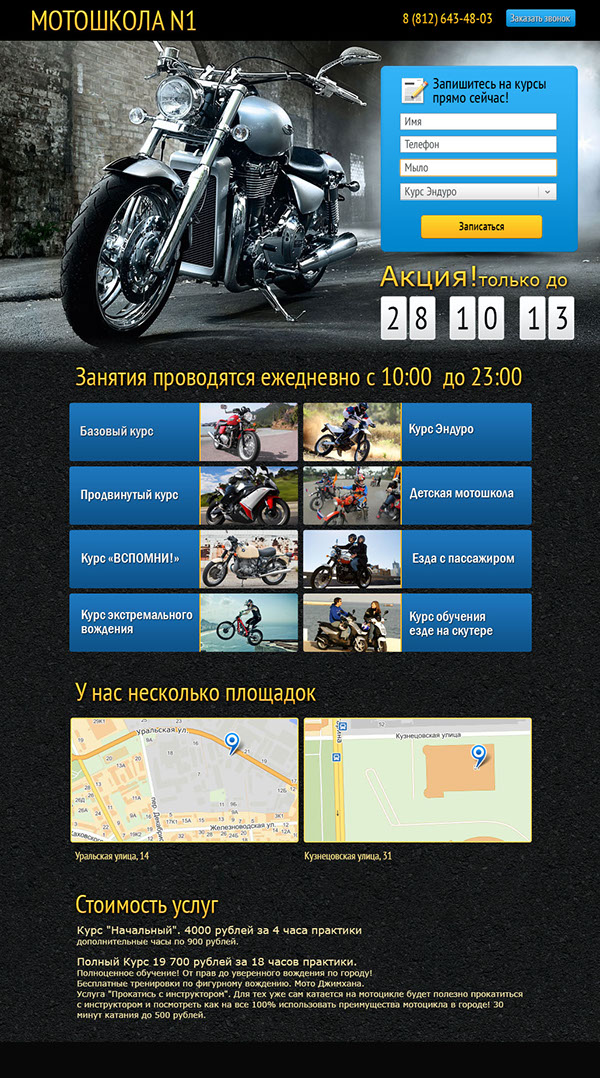 МОТОШКОЛА N1
8 (812) 643-48-03
Заказать звонок
Запишитесь на курсы
прямо сейчас!
Имя
Телефон
Мыло
Курс Эндуро
Записаться
Акция! только до
28 10 13
Занятия проводятся ежедневно с 10:00 до 23:00
Базовый курс
Курс Эндуро
Продвинутый курс
Детская мотошкола
Курс «ВСПОМНИ!»
Езда с пассажиром
Курс экстремального
вождения
Курс обучения
езде на скутере
У нас несколько площадок
Уральская ул.
Железноводская ул.
Кузнецовская улица
Уральская улица, 14
Кузнецовская улица, 31
Стоимость услуг
Курс "Начальный". 4000 рублей за 4 часа практики
дополнительные часы по 900 рублей.
Полный Курс 19 700 рублей за 18 часов практики.
Полноценное обучение! От прав до уверенного вождения по городу!
Бесплатные тренировки по фигурному вождению. Мото Джимхана.
Услуга "Прокатись с инструктором". Для тех уже сам катается на мотоцикле будет полезно прокатиться
с инструктором и посмотреть как на все 100% использовать преимущества мотоцикла в городе! 30
минут катания до 500 рублей.